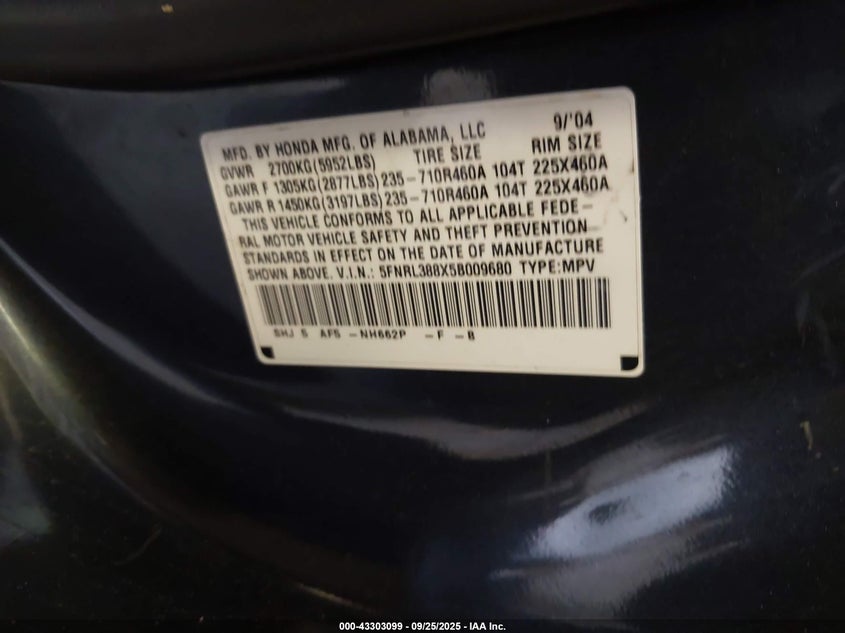 MFD. BY HONDA MFG. OF ALABAMA, LLC 9/'04
GVWR 2700KG(5952LBS) TIRE SIZE RIM SIZE
GAWR F 1305KG(2877LBS) 235-710R460A 104T 225X460A
GAWR R 1450KG(3197LBS) 235-710R460A 104T 225X460A
THIS VEHICLE CONFORMS TO ALL APPLICABLE FEDE-
RAL MOTOR VEHICLE SAFETY AND THEFT PREVENTION
STANDARDS IN EFFECT ON THE DATE OF MANUFACTURE
SHOWN ABOVE. V.I.N.: 5FNRL388X5B009680 TYPE:MPV
SHJ 5 AF5 -NH662P -F -B
000-43303099 - 09/25/2025 - IAA Inc.